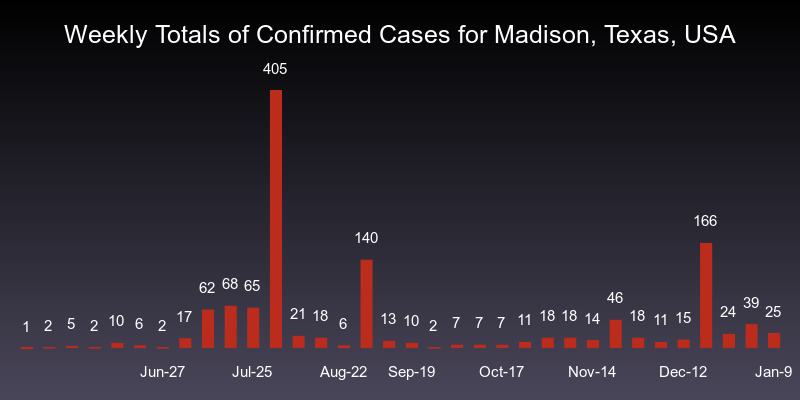 Weekly Totals of Confirmed Cases for Madison, Texas, USA
405
166
140
62 68 65
46
39
1 2 5 2 10 6 2 17 21 18 6 13 10 2 7 7 7 11 18 18 14 18 11 15 24 25
Jun-27 Jul-25 Aug-22 Sep-19 Oct-17 Nov-14 Dec-12 Jan-9